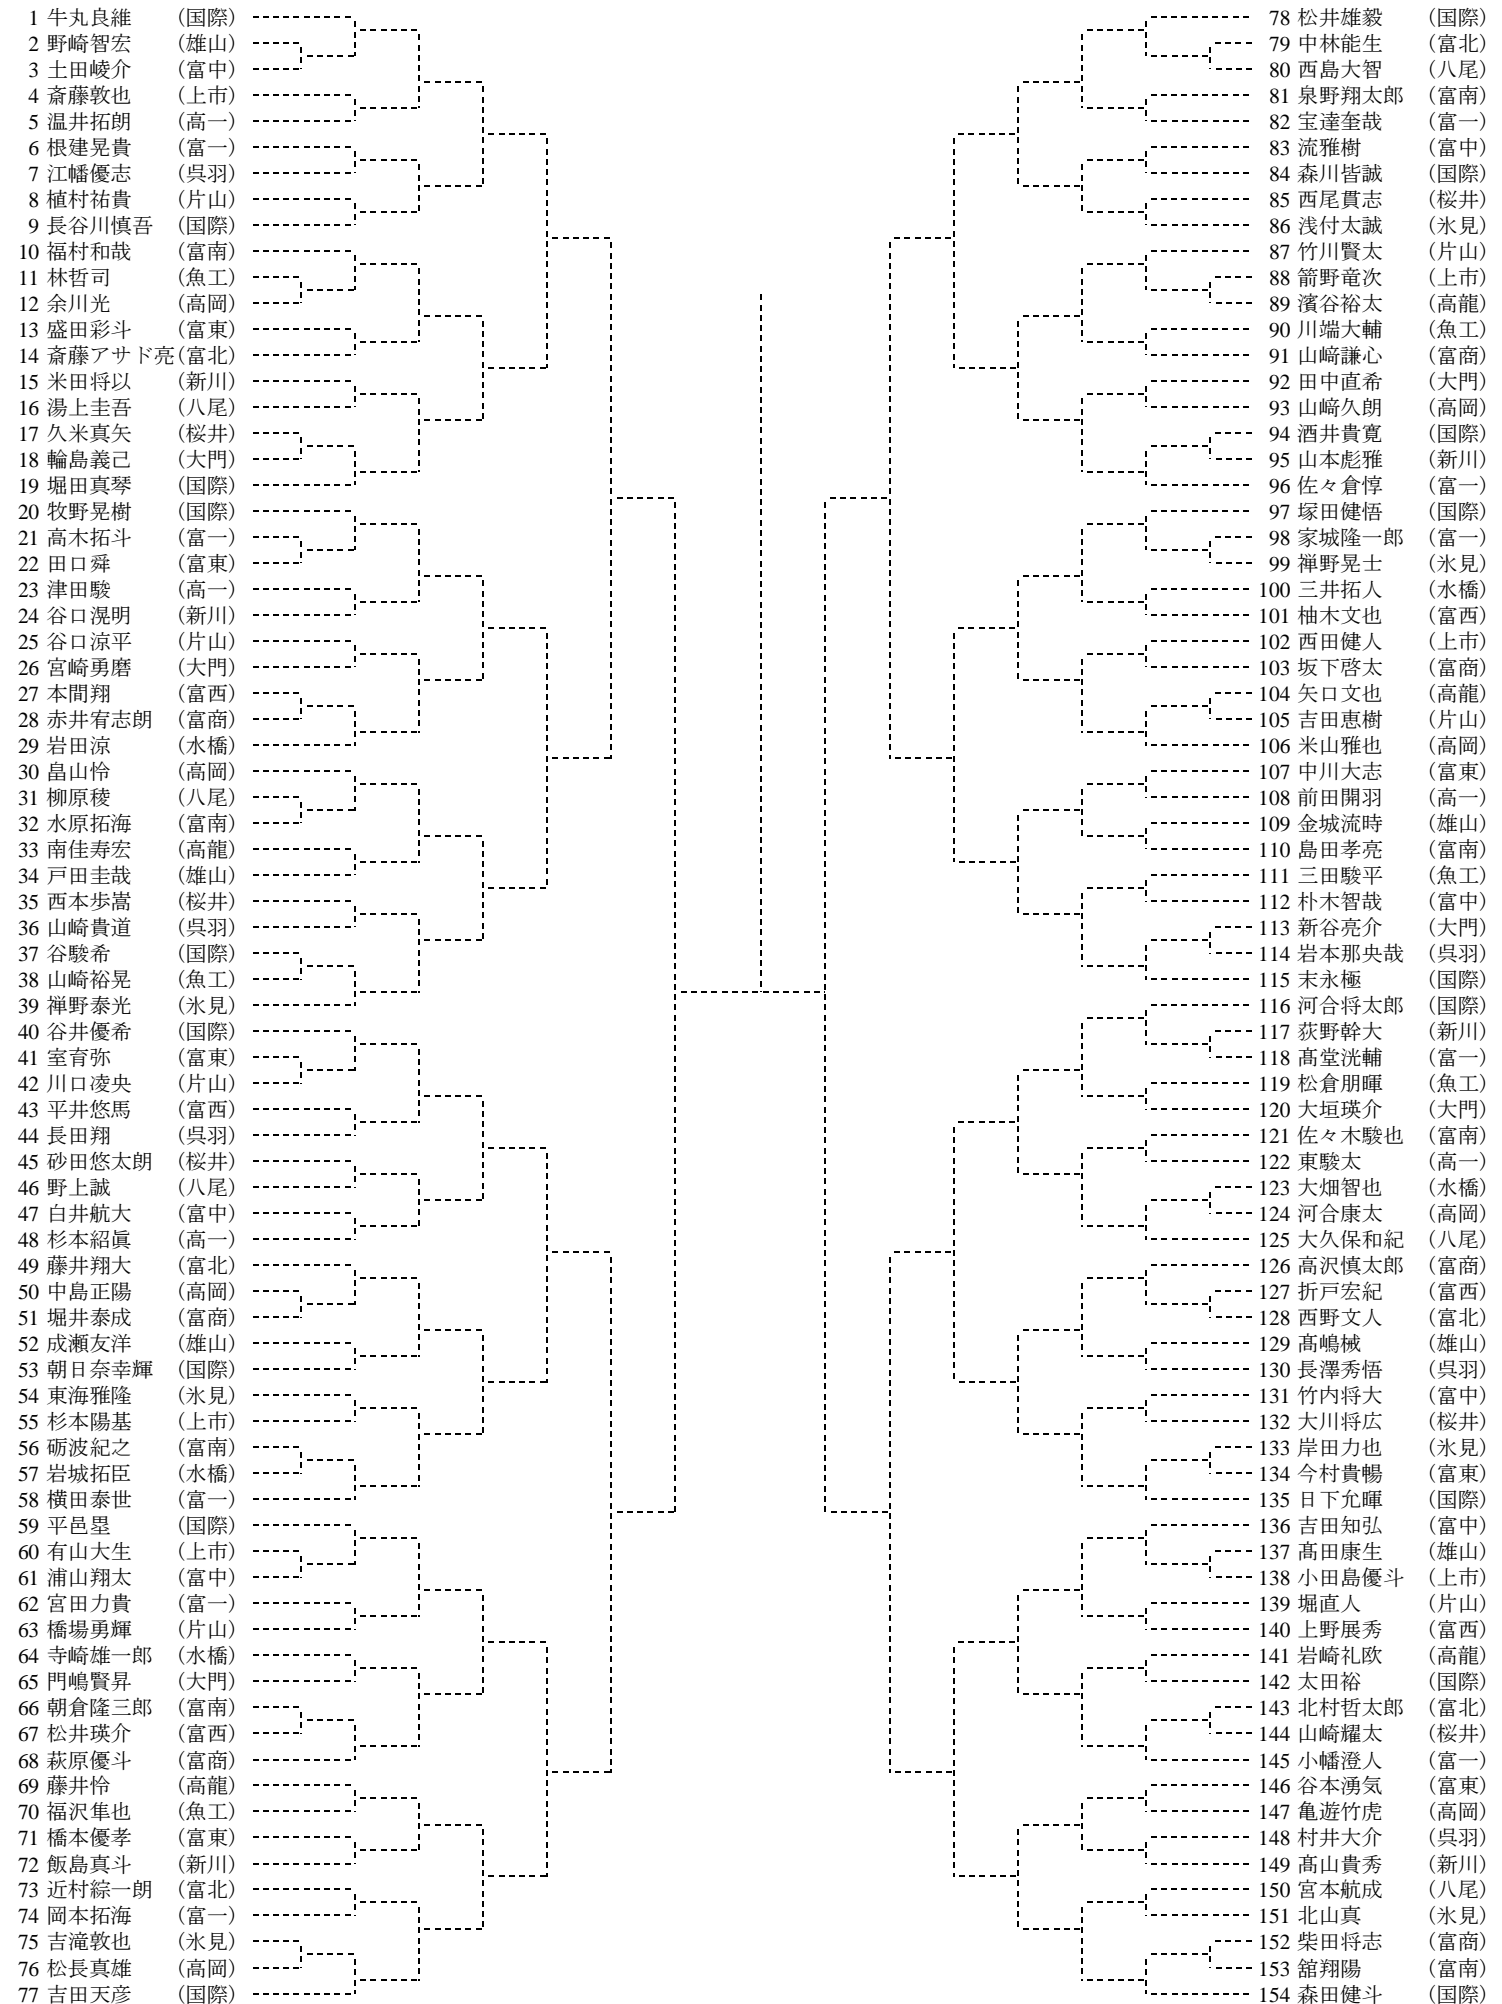 1 牛丸良維 （国際）
2 野崎智宏 （雄山）
3 土田崚介 （富中）
4 斎藤敦也 （上市）
5 温井拓朗 （高一）
6 根建晃貴 （富一）
7 江幡優志 （呉羽）
8 植村祐貴 （片山）
9 長谷川慎吾 （国際）
10 福村和哉 （富南）
11 林哲司 （魚工）
12 余川光 （高岡）
13 盛田彩斗 （富東）
14 斎藤アサド亮(富北）
15 米田将以 （新川）
16 湯上圭吾 （八尾）
17 久米真矢 （桜井）
18 輪島義己 （大門）
19 堀田真琴 （国際）
20 牧野晃樹 （国際）
21 高木拓斗 （富一）
22 田口舜 （富東）
23 津田駿 （高一）
24 谷口滉明 （新川）
25 谷口涼平 （片山）
26 宮崎勇磨 （大門）
27 本間翔 （富西）
28 赤井宥志朗 （富商）
29 岩田涼 （水橋）
30 畠山怜 （高岡）
31 柳原稜 （八尾）
32 水原拓海 （富南）
33 南佳寿宏 （高龍）
34 戸田圭哉 （雄山）
35 西本歩嵩 （桜井）
36 山崎貴道 （呉羽）
37 谷駿希 （国際）
38 山崎裕晃 （魚工）
39 禅野泰光 （氷見）
40 谷井優希 （国際）
41 室育弥 （富東）
42 川口凌央 （片山）
43 平井悠馬 （富西）
44 長田翔 （呉羽）
45 砂田悠太朗 （桜井）
46 野上誠 （八尾）
47 白井航大 （富中）
48 杉本紹眞 （高一）
49 藤井翔大 （富北）
50 中島正陽 （高岡）
51 堀井泰成 （富商）
52 成瀬友洋 （雄山）
53 朝日奈幸輝 （国際）
54 東海雅隆 （氷見）
55 杉本陽基 （上市）
56 砺波紀之 （富南）
57 岩城拓臣 （水橋）
58 横田泰世 （富一）
59 平邑塁 （国際）
60 有山大生 （上市）
61 浦山翔太 （富中）
62 宮田力貴 （富一）
63 橋場勇輝 （片山）
64 寺崎雄一郎 （水橋）
65 門嶋賢昇 （大門）
66 朝倉隆三郎 （富南）
67 松井瑛介 （富西）
68 萩原優斗 （富商）
69 藤井怜 （高龍）
70 福沢隼也 （魚工）
71 橋本優孝 （富東）
72 飯島真斗 （新川）
73 近村綜一朗 （富北）
74 岡本拓海 （富一）
75 吉滝敦也 （氷見）
76 松長真雄 （高岡）
77 吉田天彦 （国際）
78 松井雄毅 （国際）
79 中林能生 （富北）
80 西島大智 （八尾）
81 泉野翔太郎 （富南）
82 宝達奎哉 （富一）
83 流雅樹 （富中）
84 森川皆誠 （国際）
85 西尾貫志 （桜井）
86 浅付太誠 （氷見）
87 竹川賢太 （片山）
88 箭野竜次 （上市）
89 濱谷裕太 （高龍）
90 川端大輔 （魚工）
91 山﨑謙心 （富商）
92 田中直希 （大門）
93 山﨑久朗 （高岡）
94 酒井貴寛 （国際）
95 山本彪雅 （新川）
96 佐々倉惇 （富一）
97 塚田健悟 （国際）
98 家城隆一郎 （富一）
99 禅野晃士 （氷見）
100 三井拓人 （水橋）
101 柚木文也 （富西）
102 西田健人 （上市）
103 坂下啓太 （富商）
104 矢口文也 （高龍）
105 吉田恵樹 （片山）
106 米山雅也 （高岡）
107 中川大志 （富東）
108 前田開羽 （高一）
109 金城流時 （雄山）
110 島田孝亮 （富南）
111 三田駿平 （魚工）
112 朴木智哉 （富中）
113 新谷亮介 （大門）
114 岩本那央哉 （呉羽）
115 末永極 （国際）
116 河合将太郎 （国際）
117 荻野幹大 （新川）
118 髙堂洸輔 （富一）
119 松倉朋暉 （魚工）
120 大垣瑛介 （大門）
121 佐々木駿也 （富南）
122 東駿太 （高一）
123 大畑智也 （水橋）
124 河合康太 （高岡）
125 大久保和紀 （八尾）
126 高沢慎太郎 （富商）
127 折戸宏紀 （富西）
128 西野文人 （富北）
129 髙嶋械 （雄山）
130 長澤秀悟 （呉羽）
131 竹内将大 （富中）
132 大川将広 （桜井）
133 岸田力也 （氷見）
134 今村貴暢 （富東）
135 日下允暉 （国際）
136 吉田知弘 （富中）
137 髙田康生 （雄山）
138 小田島優斗 （上市）
139 堀直人 （片山）
140 上野展秀 （富西）
141 岩崎礼欧 （高龍）
142 太田裕 （国際）
143 北村哲太郎 （富北）
144 山崎耀太 （桜井）
145 小幡澄人 （富一）
146 谷本湧気 （富東）
147 亀遊竹虎 （高岡）
148 村井大介 （呉羽）
149 髙山貴秀 （新川）
150 宮本航成 （八尾）
151 北山真 （氷見）
152 柴田将志 （富商）
153 舘翔陽 （富南）
154 森田健斗 （国際）